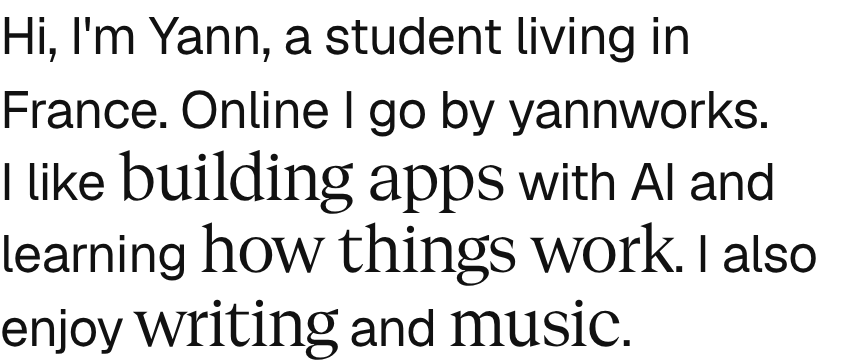 Hi, I'm Yann, a student living in
France. Online I go by yannworks.
I like building apps with AI and
learning how things work. I also
enjoy writing and music.